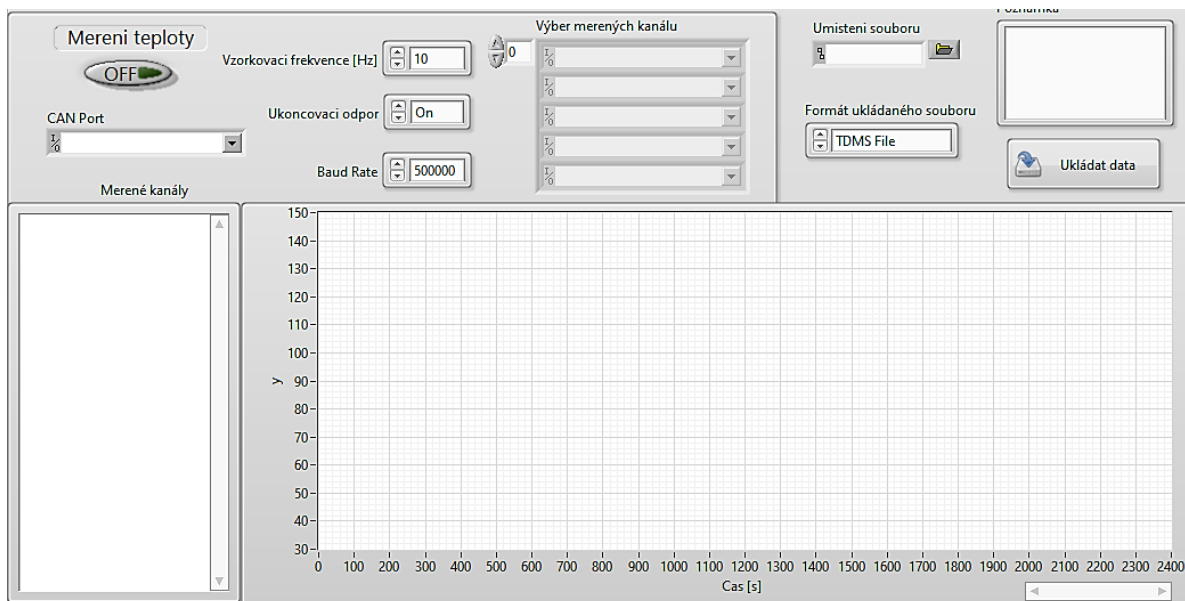 Mereni teploty
OFF
CAN Port
Vzorkovaci frekvence [Hz]
10
Ukoncovaci odpor
On
Baud Rate
500000
Výber merených kanálu
0
Umisteni souboru
Formát ukládaného souboru
TDMS File
Poznámka
Ukládat data
Merené kanály
y
150
140
130
120
110
100
90
80
70
60
50
40
30
0 100 200 300 400 500 600 700 800 900 1000 1100 1200 1300 1400 1500 1600 1700 1800 1900 2000 2100 2200 2300 2400
Cas [s]